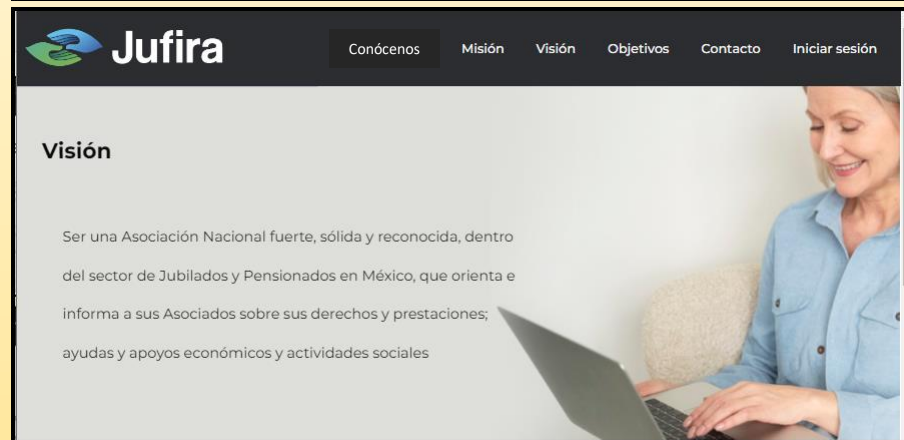 Jufira
Conócenos Misión Visión Objetivos Contacto Iniciar sesión
Visión
Ser una Asociación Nacional fuerte, sólida y reconocida, dentro
del sector de Jubilados y Pensionados en México, que orienta e
informa a sus Asociados sobre sus derechos y prestaciones;
ayudas y apoyos económicos y actividades sociales